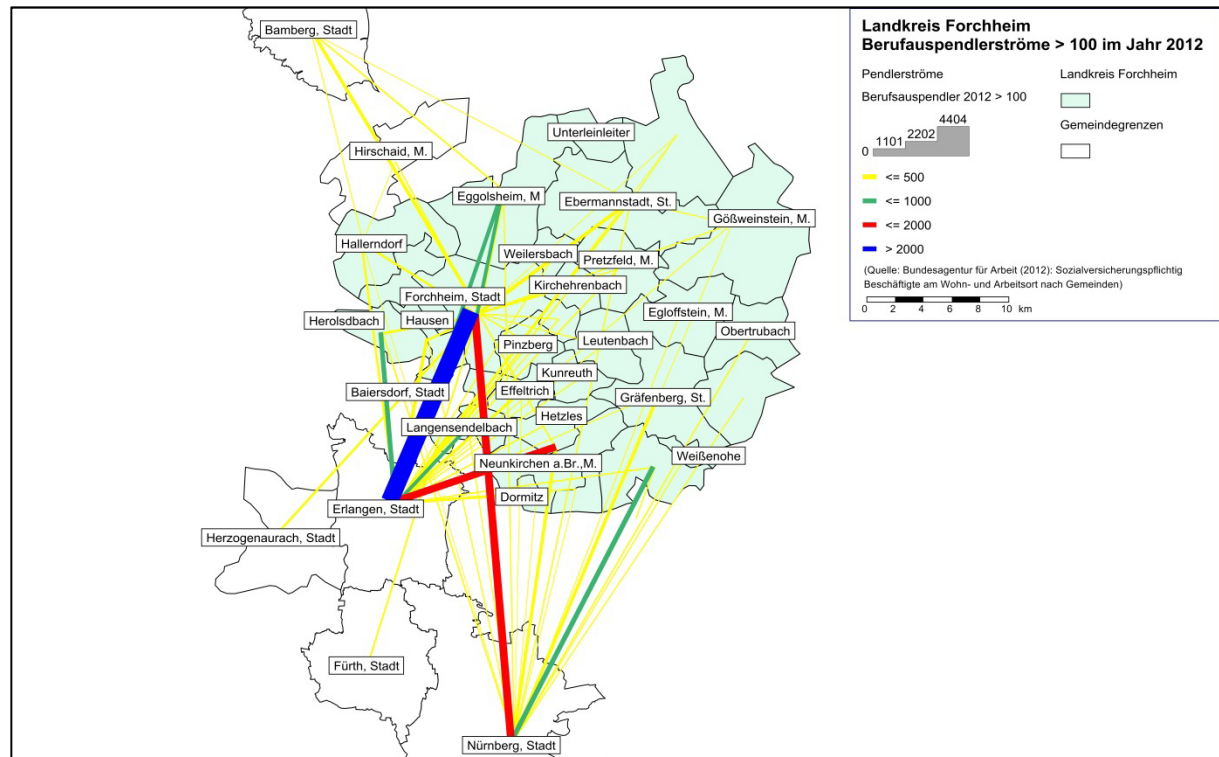 Landkreis Forchheim
Berufauspendlerströme > 100 im Jahr 2012
Pendlerströme
Landkreis Forchheim
Berufsauspendler 2012 > 100
4404
2202
1101
0
Gemeindegrenzen
<= 500
<= 1000
<= 2000
> 2000
(Quelle: Bundesagentur für Arbeit (2012): Sozialversicherungspflichtig
Beschäftigte am Wohn- und Arbeitsort nach Gemeinden)
0 2 4 6 8 10 km
Bamberg, Stadt
Unterleinleiter
Hirschaid, M.
Eggolsheim, M
Ebermannstadt, St.
Gößweinstein, M.
Hallerndorf
Weilersbach
Pretzfeld, M.
Kirchehrenbach
Forchheim, Stadt
Egloffstein, M.
Herolsdbach
Hausen
Obertrubach
Pinzberg
Leutenbach
Kunreuth
Baiersdorf, Stadt
Effeltrich
Gräfenberg, St.
Hetzles
Langensendelbach
Weißenohe
Neunkirchen a.Br.,M.
Dormitz
Erlangen, Stadt
Herzogenaurach, Stadt
Fürth, Stadt
Nürnberg, Stadt